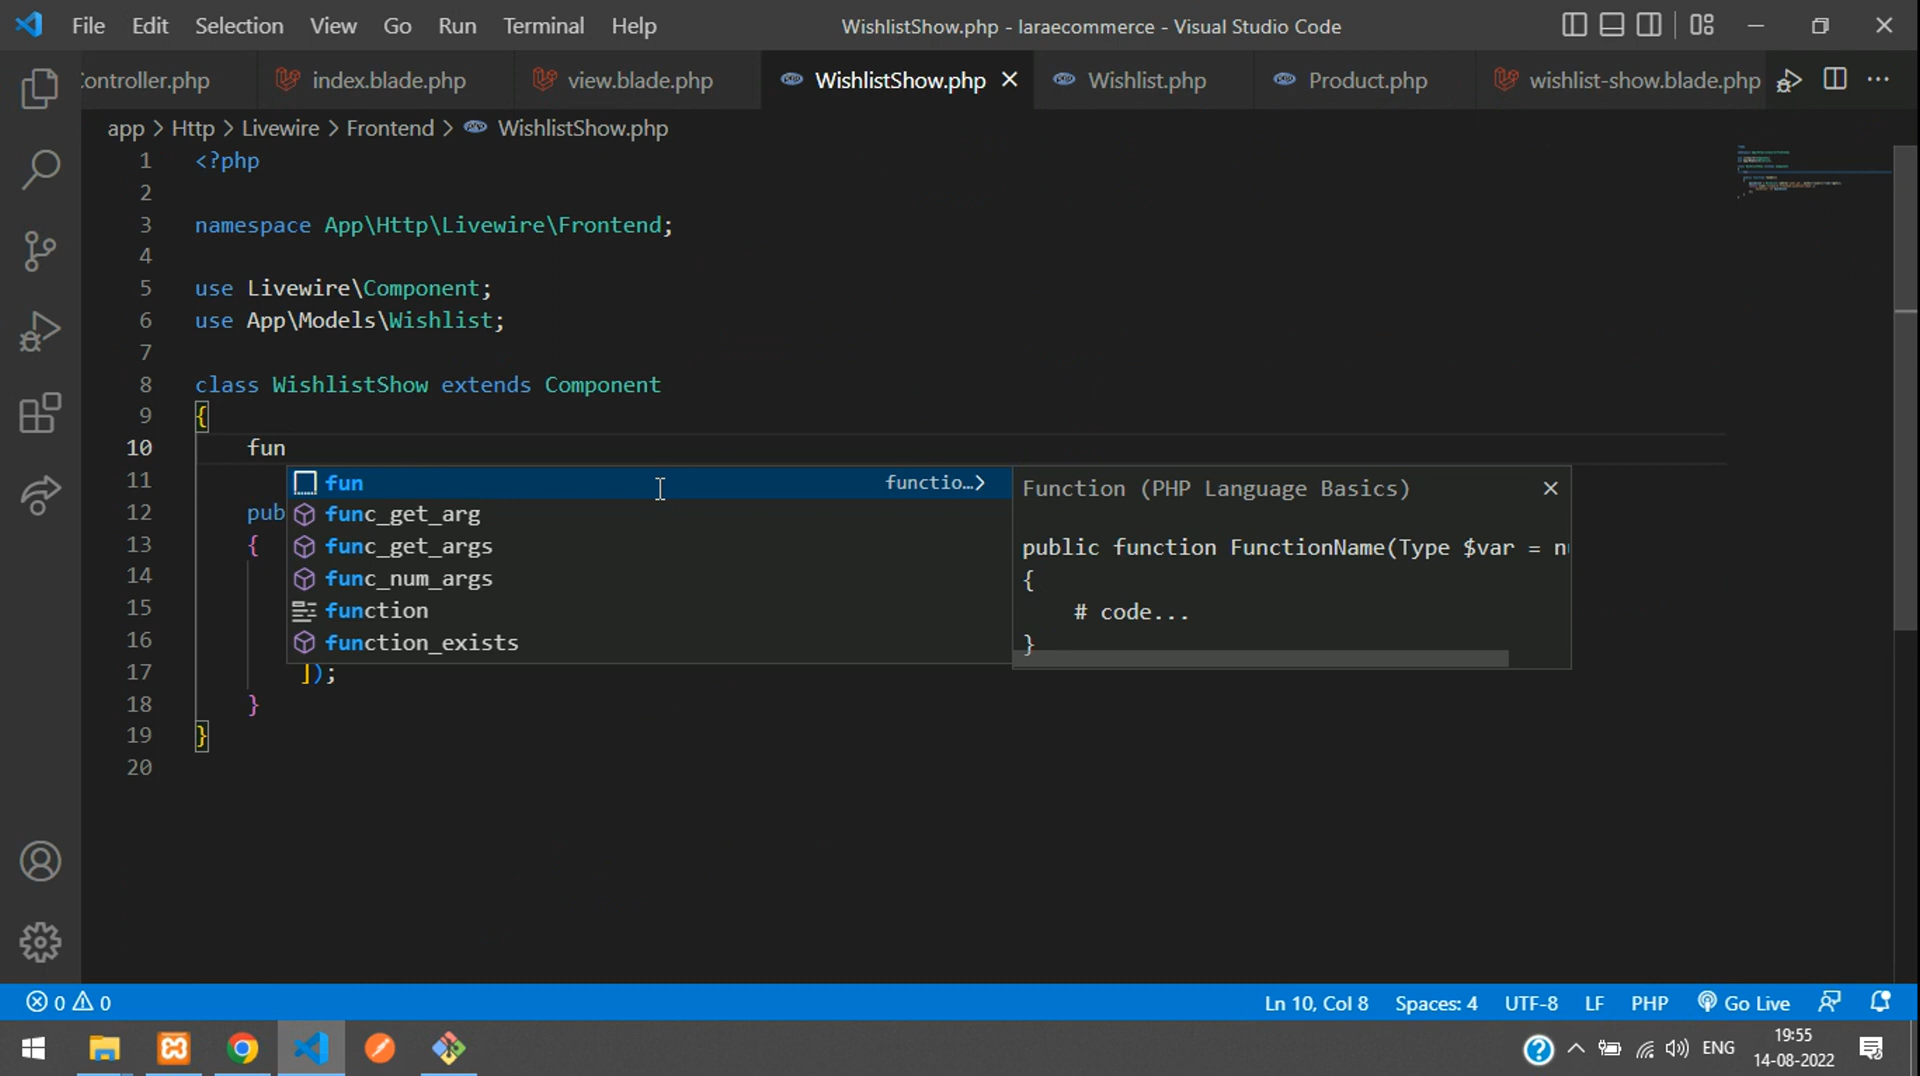 File Edit Selection View Go Run Terminal Help WishlistShow.php - laraecommerce - Visual Studio Code
Controller.php index.blade.php view.blade.php WishlistShow.php Wishlist.php Product.php wishlist-show.blade.php
app > Http > Livewire > Frontend > WishlistShow.php
1 <?php
2
3 namespace App\Http\Livewire\Frontend;
4
5 use Livewire\Component;
6 use App\Models\Wishlist;
7
8 class WishlistShow extends Component
9 {
10 fun
11 fun functio...> Function (PHP Language Basics)
func_get_arg
12 pub
13 { func_get_args public function FunctionName(Type $var = n
14 func_num_args {
15 function # code...
16 function_exists }
17 ]);
18 }
19 }
20
0 0 Ln 10, Col 8 Spaces: 4 UTF-8 LF PHP Go Live
ENG 19:55
14-08-2022